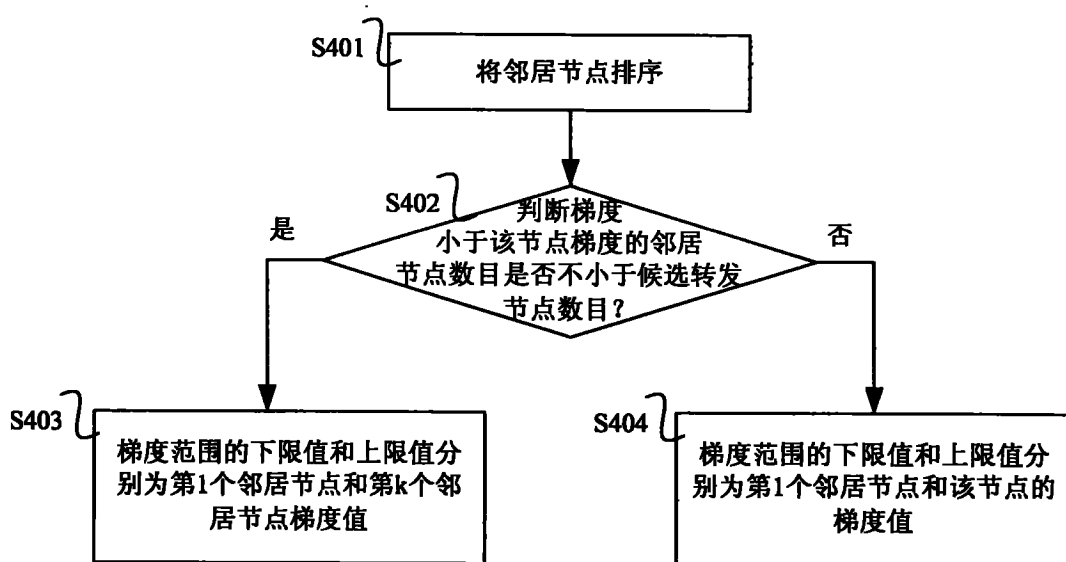 S401
将邻居节点排序
S402
判断梯度
小于该节点梯度的邻居
节点数目是否不小于候选转发
节点数目？
是
否
S403
梯度范围的下限值和上限值分
别为第1个邻居节点和第k个邻
居节点梯度值
S404
梯度范围的下限值和上限值分
别为第1个邻居节点和该节点的
梯度值